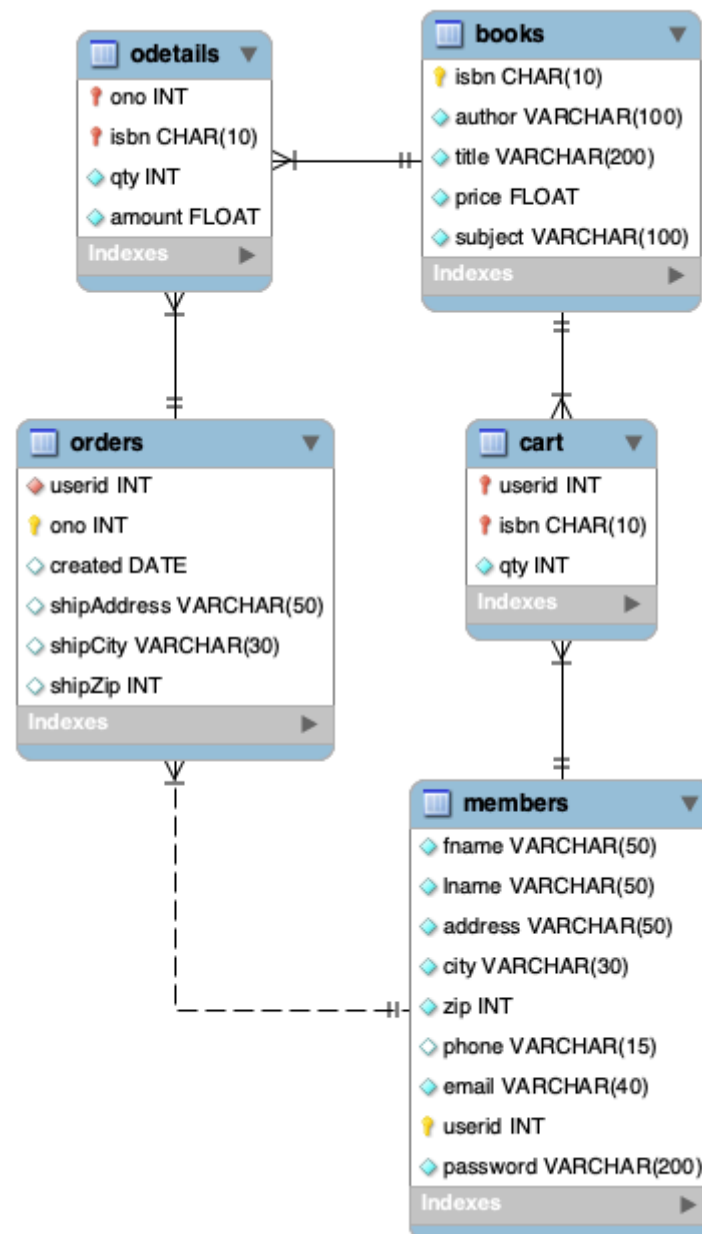 odetails
ono INT
isbn CHAR(10)
qty INT
amount FLOAT
Indexes
books
isbn CHAR(10)
author VARCHAR(100)
title VARCHAR(200)
price FLOAT
subject VARCHAR(100)
Indexes
orders
userid INT
ono INT
created DATE
shipAddress VARCHAR(50)
shipCity VARCHAR(30)
shipZip INT
Indexes
cart
userid INT
isbn CHAR(10)
qty INT
Indexes
members
fname VARCHAR(50)
lname VARCHAR(50)
address VARCHAR(50)
city VARCHAR(30)
zip INT
phone VARCHAR(15)
email VARCHAR(40)
userid INT
password VARCHAR(200)
Indexes